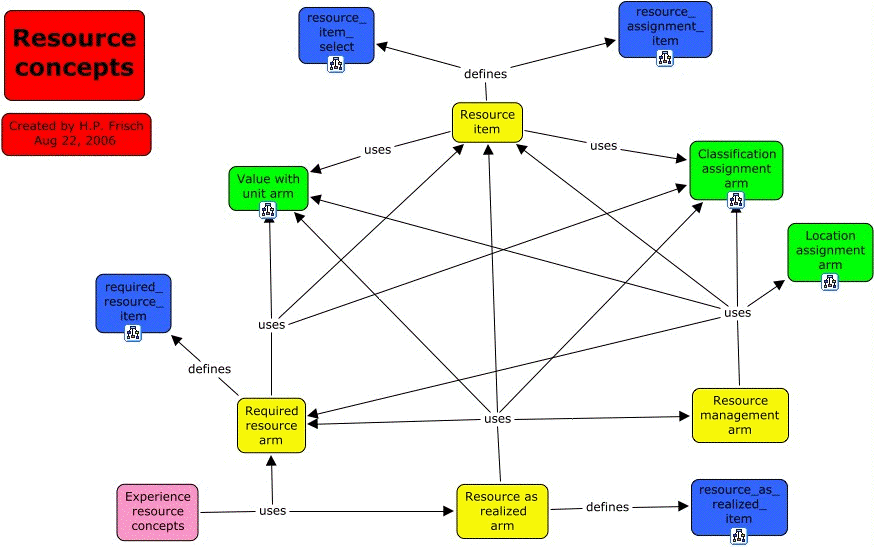 Resource
concepts
Created by H.P. Frisch
Aug 22, 2006
resource_
item_
select
resource_
assignment_
item
defines
Resource
item
uses
uses
Value with
unit arm
Classification
assignment
arm
Location
assignment
arm
required_
resource_
item
uses
uses
defines
Required
resource
arm
uses
Resource
management
arm
Experience
resource
concepts
uses
Resource as
realized
arm
defines
resource_as_
realized_
item